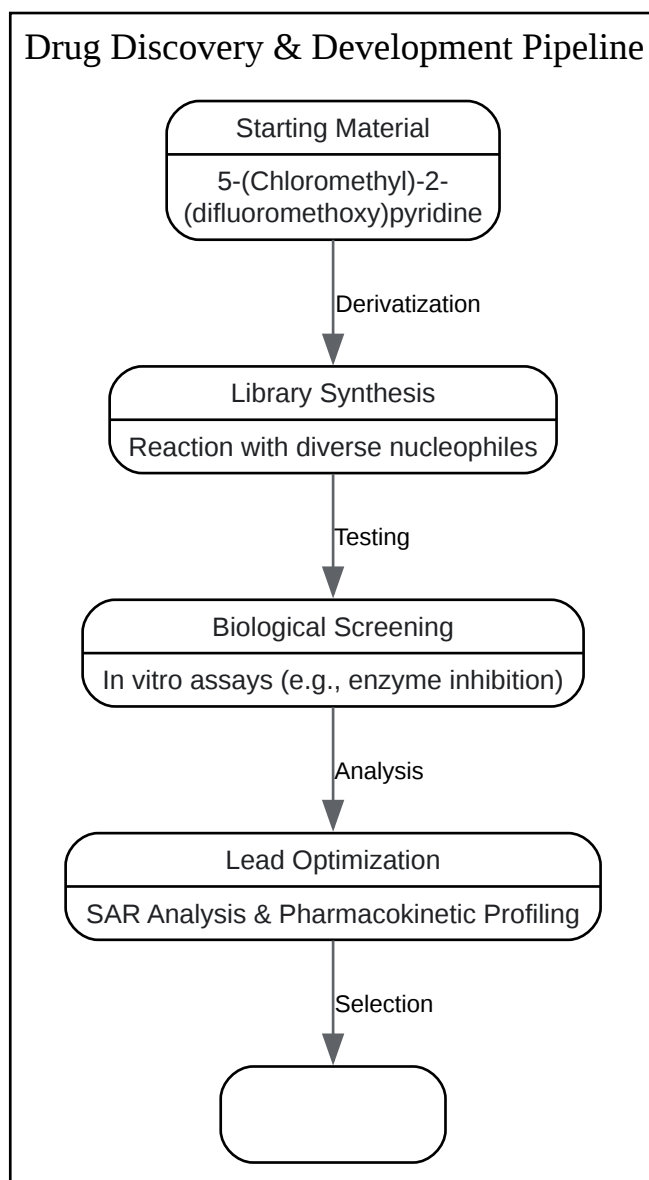 Drug Discovery & Development Pipeline
Starting Material
5-(Chloromethyl)-2-
(difluoromethoxy)pyridine
Derivatization
Library Synthesis
Reaction with diverse nucleophiles
Testing
Biological Screening
In vitro assays (e.g., enzyme inhibition)
Analysis
Lead Optimization
SAR Analysis & Pharmacokinetic Profiling
Selection